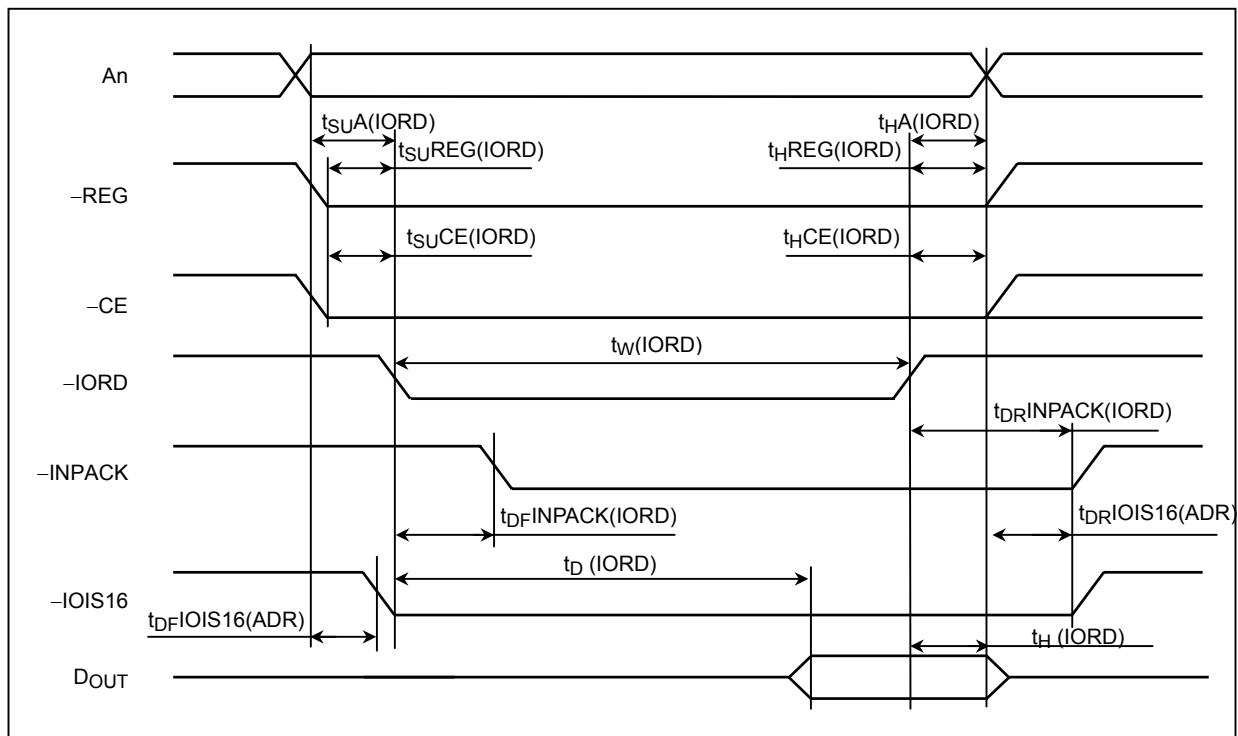 An
tSUA(IORD)
tHA(IORD)
tSUREG(IORD)
tHREG(IORD)
−REG
tSUCE(IORD)
tHCE(IORD)
−CE
tW(IORD)
−IORD
tDRINPACK(IORD)
−INPACK
tDFINPACK(IORD)
tDRIOIS16(ADR)
tD (IORD)
−IOIS16
tDFIOIS16(ADR)
tH (IORD)
DOUT